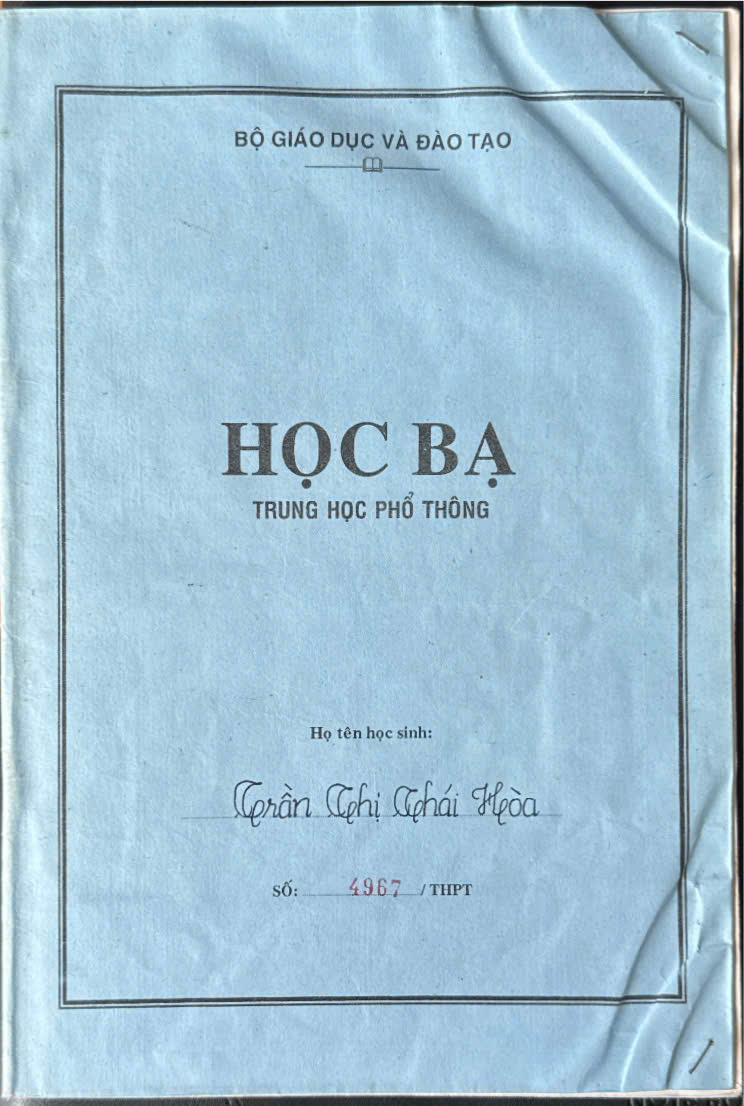 BỘ GIÁO DỤC VÀ ĐÀO TẠO
HỌC BẠ
TRUNG HỌC PHỔ THÔNG
Họ tên học sinh:
Trần Thị Thái Hòa
SỐ: 4967 / THPT